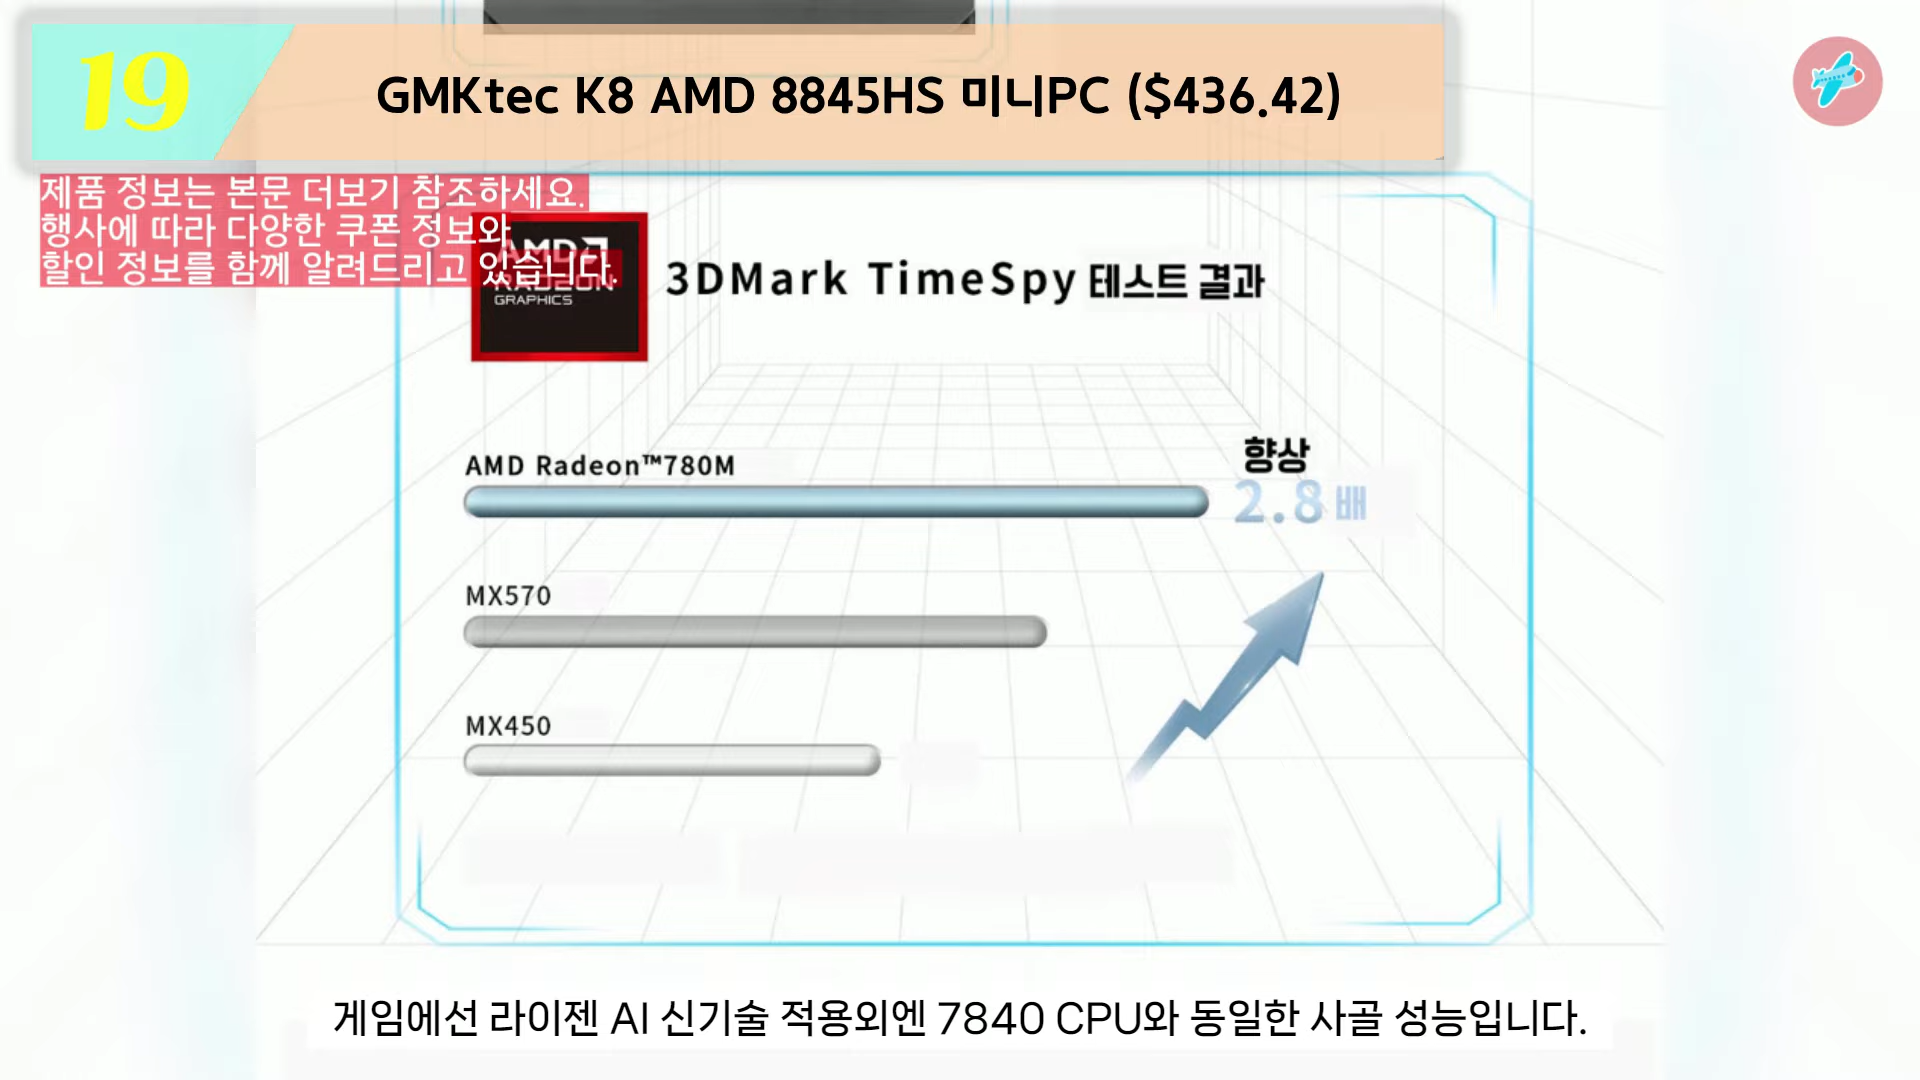 19
GMKtec K8 AMD 8845HS 미니PC ($436.42)
제품 정보는 본문 더보기 참조하세요.
행사에 따라 다양한 쿠폰 정보와
할인 정보를 함께 알려드리고 있습니다.
AMD
RADEON
GRAPHICS
3DMark TimeSpy 테스트 결과
AMD Radeon™780M
향상
2.8 배
MX570
MX450
게임에선 라이젠 AI 신기술 적용외엔 7840 CPU와 동일한 사골 성능입니다.